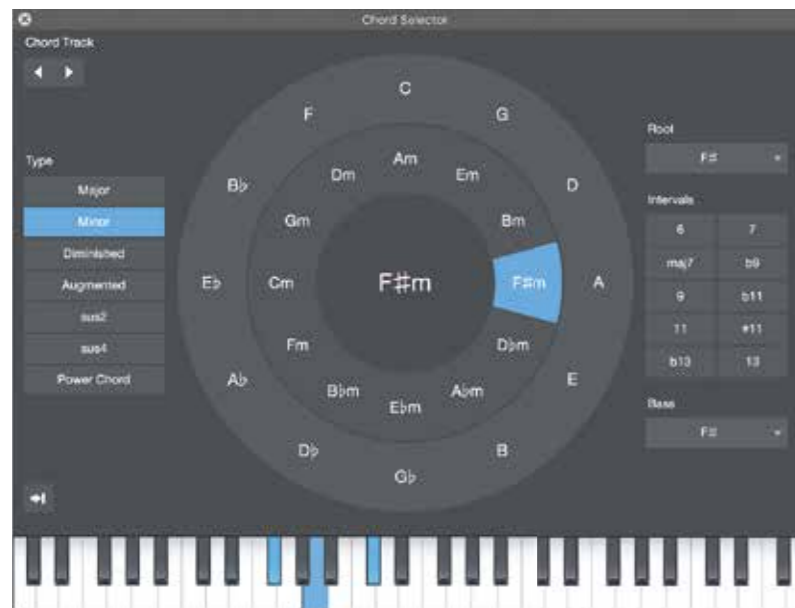 Chord Selector
Chord Track
Type
Major
Minor
Diminished
Augmented
sus2
sus4
Power Chord
C
G
D
A
E
B
G♭
D♭
A♭
E♭
B♭
F
Am
Em
Bm
F#m
D♭m
A♭m
E♭m
B♭m
Fm
Cm
Gm
Dm
F#m
Root
F#
Intervals
6 7
maj7 b9
9 b11
11 #11
b13 13
Bass
F#